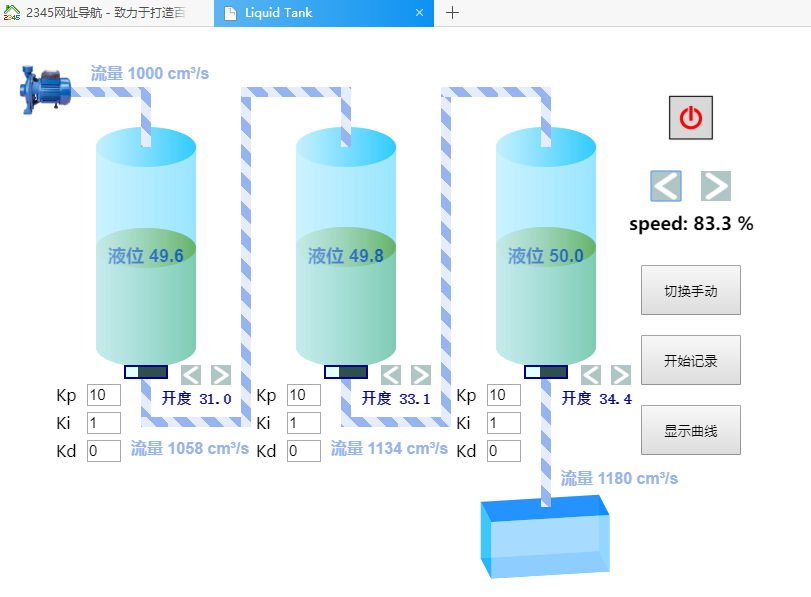 2345网址导航 - 致力于打造百
Liquid Tank
2345
流量 1000 cm³/s
speed: 83.3 %
液位 49.6
液位 49.8
液位 50.0
切换手动
开始记录
显示曲线
Kp 10
开度 31.0
Kp 10
开度 33.1
Kp 10
开度 34.4
Ki 1
Ki 1
Ki 1
Kd 0
流量 1058 cm³/s
Kd 0
流量 1134 cm³/s
Kd 0
流量 1180 cm³/s